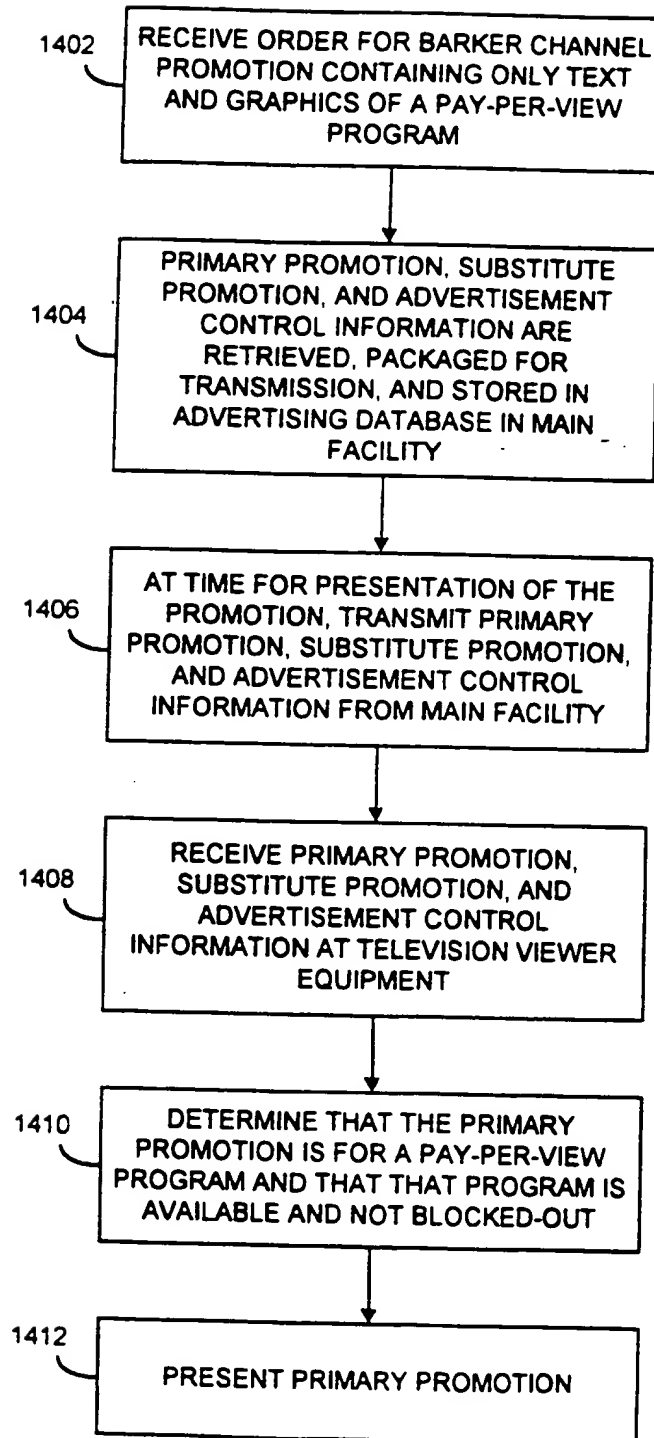 1402
RECEIVE ORDER FOR BARKER CHANNEL
PROMOTION CONTAINING ONLY TEXT
AND GRAPHICS OF A PAY-PER-VIEW
PROGRAM
1404
PRIMARY PROMOTION, SUBSTITUTE
PROMOTION, AND ADVERTISEMENT
CONTROL INFORMATION ARE
RETRIEVED, PACKAGED FOR
TRANSMISSION, AND STORED IN
ADVERTISING DATABASE IN MAIN
FACILITY
1406
AT TIME FOR PRESENTATION OF THE
PROMOTION, TRANSMIT PRIMARY
PROMOTION, SUBSTITUTE PROMOTION,
AND ADVERTISEMENT CONTROL
INFORMATION FROM MAIN FACILITY
1408
RECEIVE PRIMARY PROMOTION,
SUBSTITUTE PROMOTION, AND
ADVERTISEMENT CONTROL
INFORMATION AT TELEVISION VIEWER
EQUIPMENT
1410
DETERMINE THAT THE PRIMARY
PROMOTION IS FOR A PAY-PER-VIEW
PROGRAM AND THAT THAT PROGRAM IS
AVAILABLE AND NOT BLOCKED-OUT
1412
PRESENT PRIMARY PROMOTION